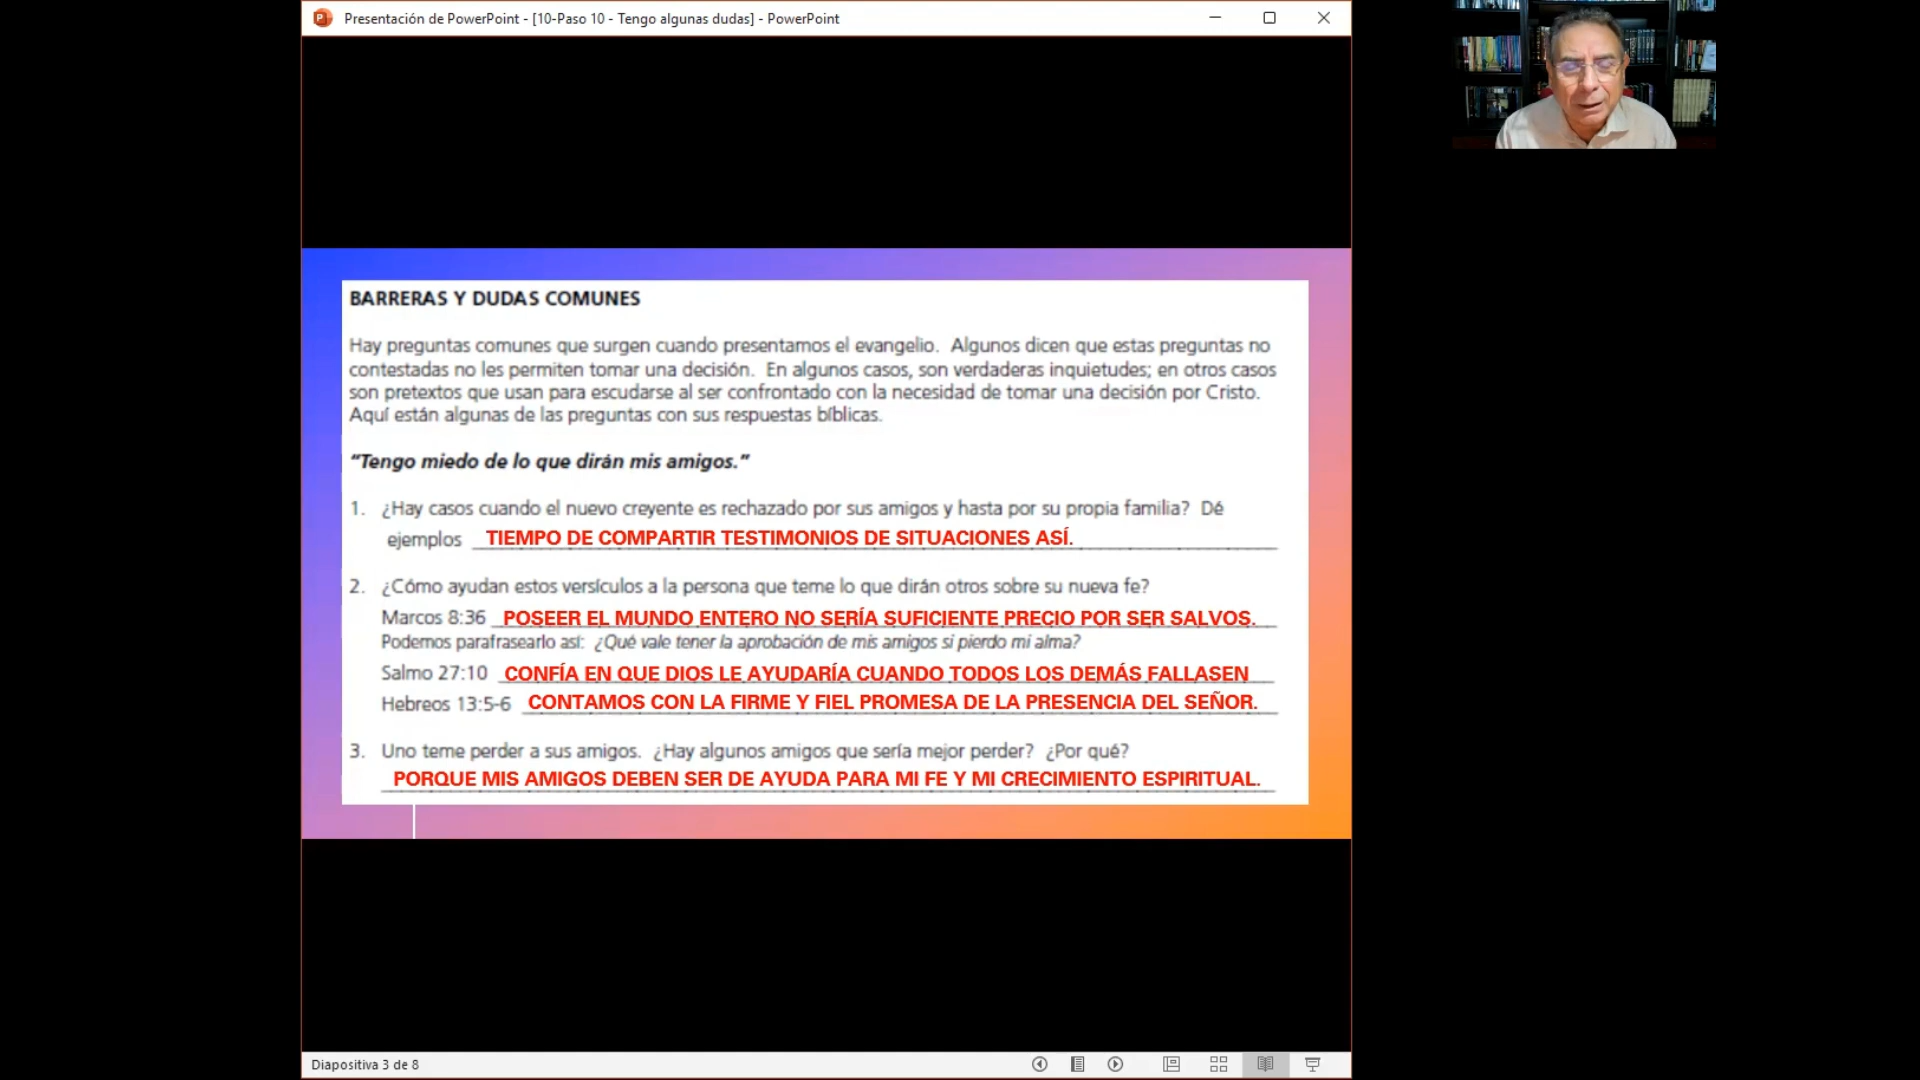 Presentación de PowerPoint - [10-Paso 10 - Tengo algunas dudas] - PowerPoint
BARRERAS Y DUDAS COMUNES
Hay preguntas comunes que surgen cuando presentamos el evangelio. Algunos dicen que estas preguntas no
contestadas no les permiten tomar una decisión. En algunos casos, son verdaderas inquietudes; en otros casos
son pretextos que usan para escudarse al ser confrontado con la necesidad de tomar una decisión por Cristo.
Aquí están algunas de las preguntas con sus respuestas bíblicas.
“Tengo miedo de lo que dirán mis amigos.”
1. ¿Hay casos cuando el nuevo creyente es rechazado por sus amigos y hasta por su propia familia? Dé
ejemplos TIEMPO DE COMPARTIR TESTIMONIOS DE SITUACIONES ASÍ.
2. ¿Cómo ayudan estos versículos a la persona que teme lo que dirán otros sobre su nueva fe?
Marcos 8:36 POSEER EL MUNDO ENTERO NO SERÍA SUFICIENTE PRECIO POR SER SALVOS.
Podemos parafrasearlo así: ¿Qué vale tener la aprobación de mis amigos si pierdo mi alma?
Salmo 27:10 CONFÍA EN QUE DIOS LE AYUDARÍA CUANDO TODOS LOS DEMÁS FALLASEN
Hebreos 13:5-6 CONTAMOS CON LA FIRME Y FIEL PROMESA DE LA PRESENCIA DEL SEÑOR.
3. Uno teme perder a sus amigos. ¿Hay algunos amigos que sería mejor perder? ¿Por qué?
PORQUE MIS AMIGOS DEBEN SER DE AYUDA PARA MI FE Y MI CRECIMIENTO ESPIRITUAL.
Diapositiva 3 de 8